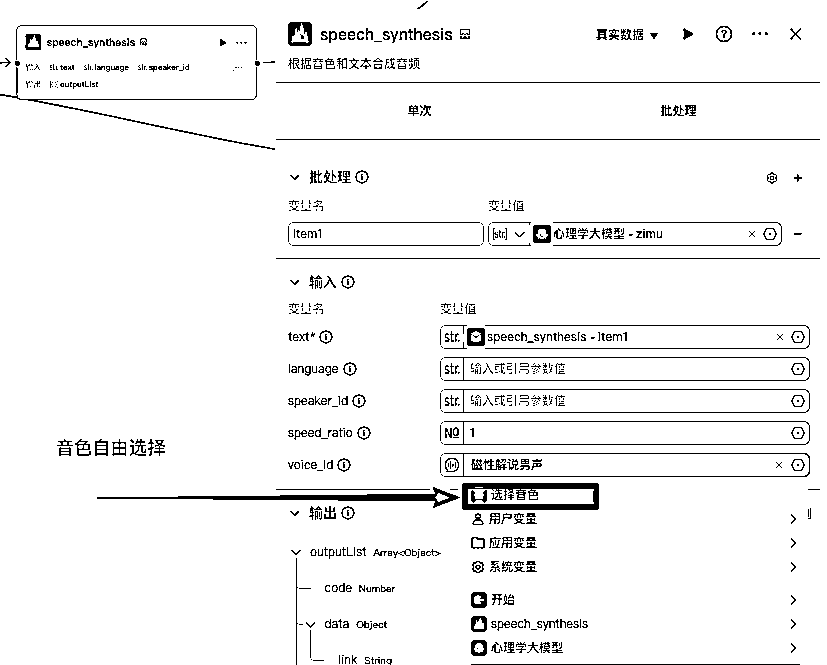 speech_synthesis
输入 str.text str.language str.speaker_id ...
输出 outputList
speech_synthesis 真实数据
根据音色和文本合成音频
单次 批处理
批处理
变量名 变量值
item1 str. 心理学大模型 - zimu
输入
变量名 变量值
text* str. speech_synthesis - item1
language str. 输入或引用参数值
speaker_id str. 输入或引用参数值
speed_ratio NO 1
voice_id 磁性解说男声
音色自由选择
选择音色
用户变量
应用变量
系统变量
开始
speech_synthesis
心理学大模型
输出
outputList Array<Object>
code Number
data Object
link String